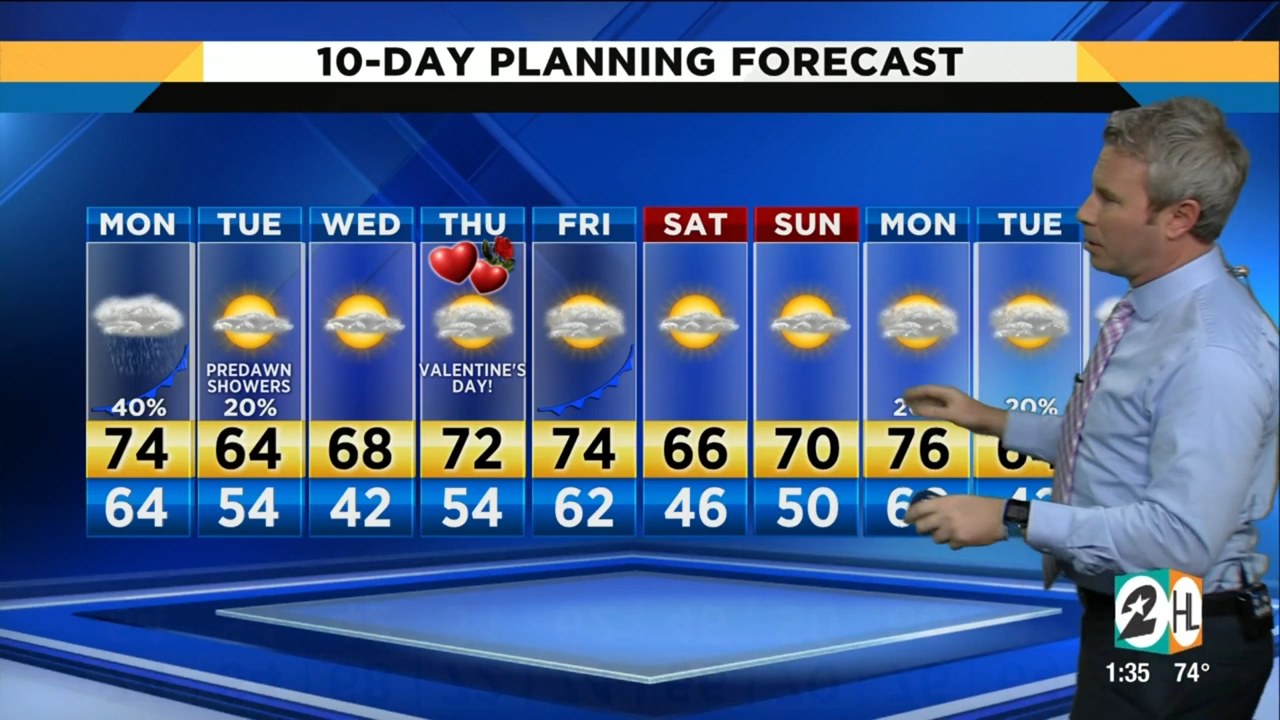 10-DAY PLANNING FORECAST
MON TUE WED THU FRI SAT SUN MON TUE
PREDAWN SHOWERS
VALENTINE'S DAY!
40% 20% 20%
74 64 68 72 74 66 70 76
64 54 42 54 62 46 50
2 HL
1:35 74°